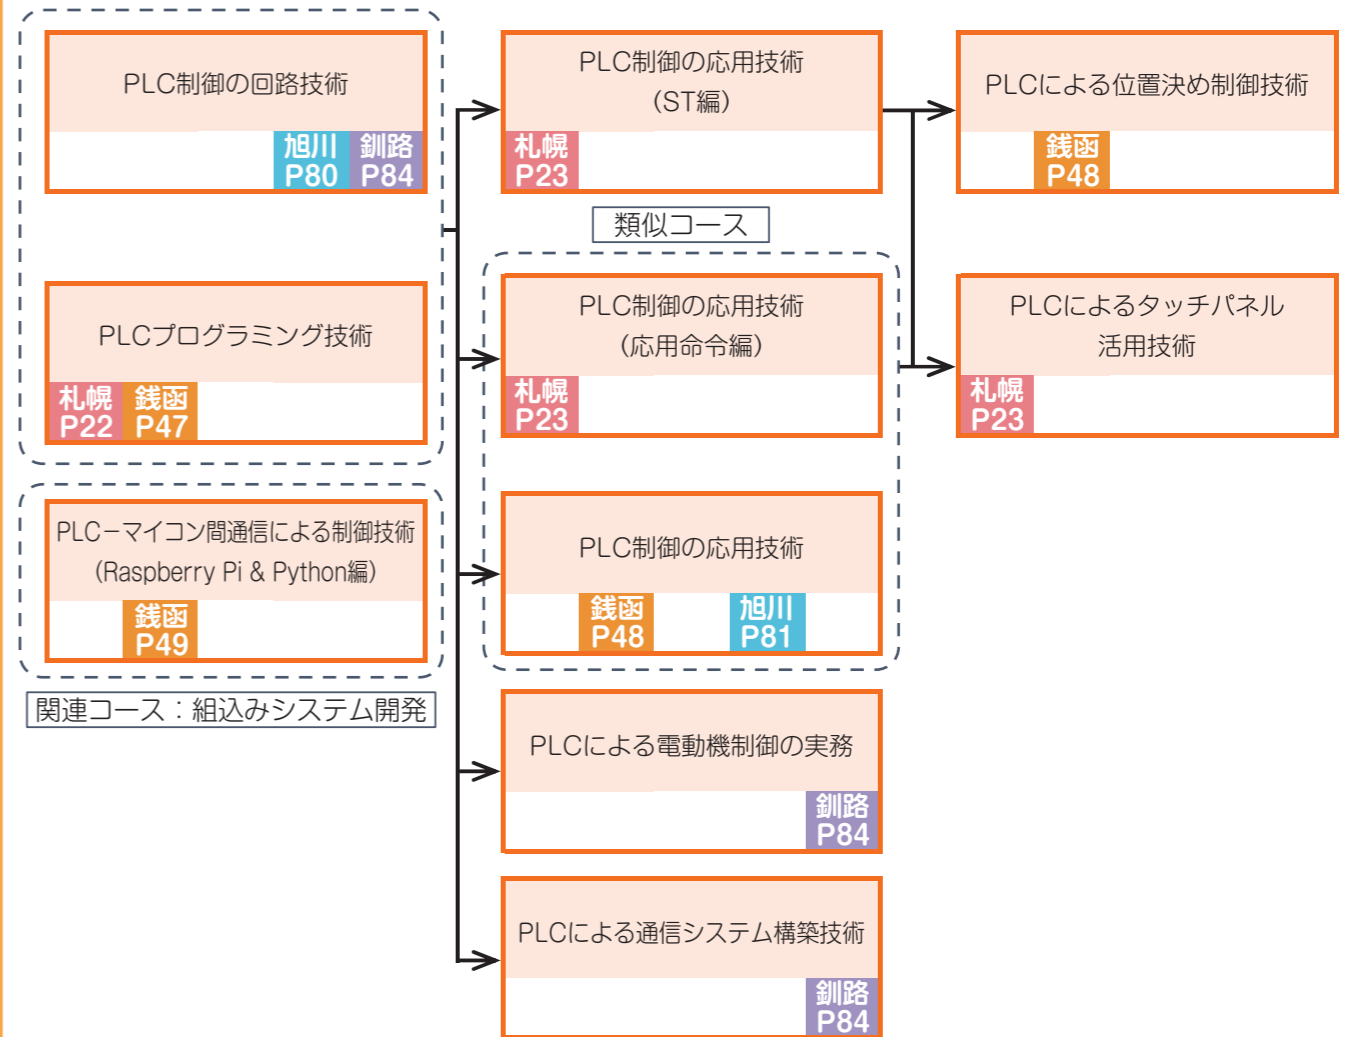 PLC制御の回路技術
旭川 釧路
P80 P84
PLCプログラミング技術
札幌 銭函
P22 P47
PLC−マイコン間通信による制御技術
（Raspberry Pi & Python編）
銭函
P49
関連コース：組込みシステム開発
PLC制御の応用技術
（ST編）
札幌
P23
類似コース
PLC制御の応用技術
（応用命令編）
札幌
P23
PLC制御の応用技術
銭函 旭川
P48 P81
PLCによる電動機制御の実務
釧路
P84
PLCによる通信システム構築技術
釧路
P84
PLCによる位置決め制御技術
銭函
P48
PLCによるタッチパネル
活用技術
札幌
P23